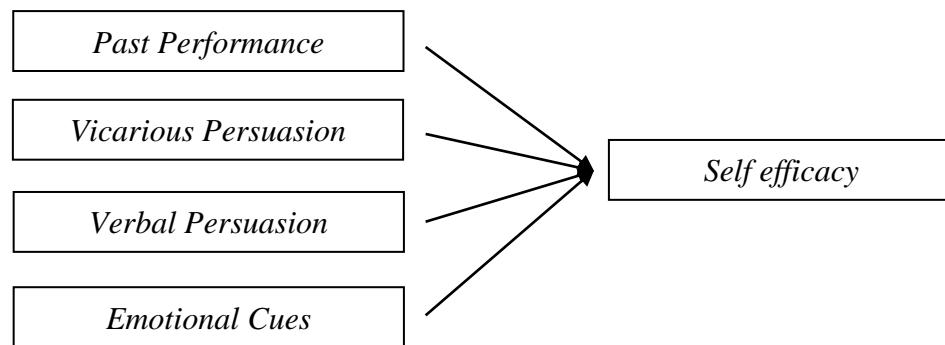 Past Performance
Vicarious Persuasion
Verbal Persuasion
Emotional Cues
Self efficacy